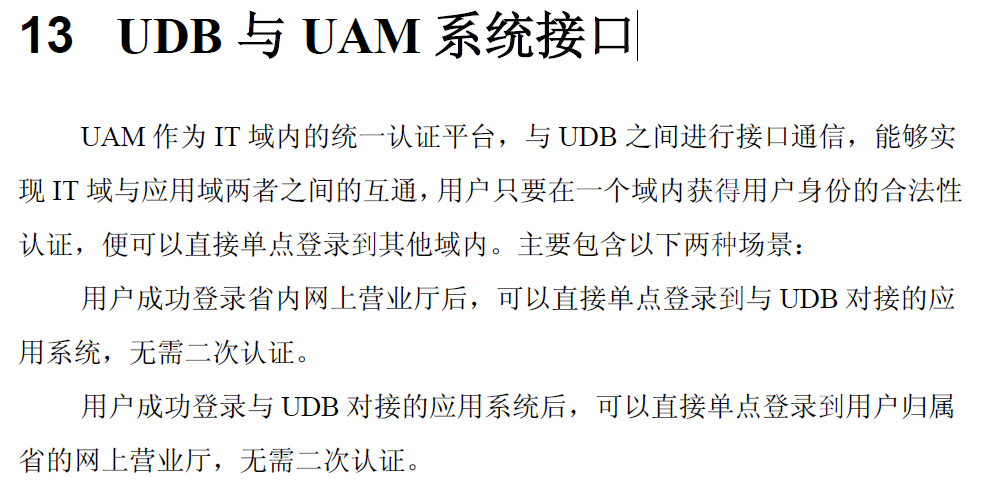 13 UDB 与 UAM 系统接口
UAM 作为 IT 域内的统一认证平台，与 UDB 之间进行接口通信，能够实
现 IT 域与应用域两者之间的互通，用户只要在一个域内获得用户身份的合法性
认证，便可以直接单点登录到其他域内。主要包含以下两种场景：
用户成功登录省内网上营业厅后，可以直接单点登录到与 UDB 对接的应
用系统，无需二次认证。
用户成功登录与 UDB 对接的应用系统后，可以直接单点登录到用户归属
省的网上营业厅，无需二次认证。